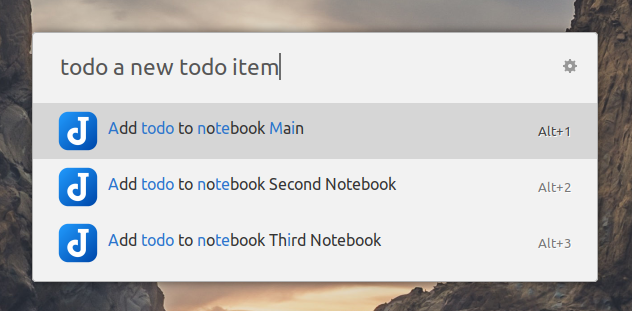 todo a new todo item
Add todo to notebook Main Alt+1
Add todo to notebook Second Notebook Alt+2
Add todo to notebook Third Notebook Alt+3